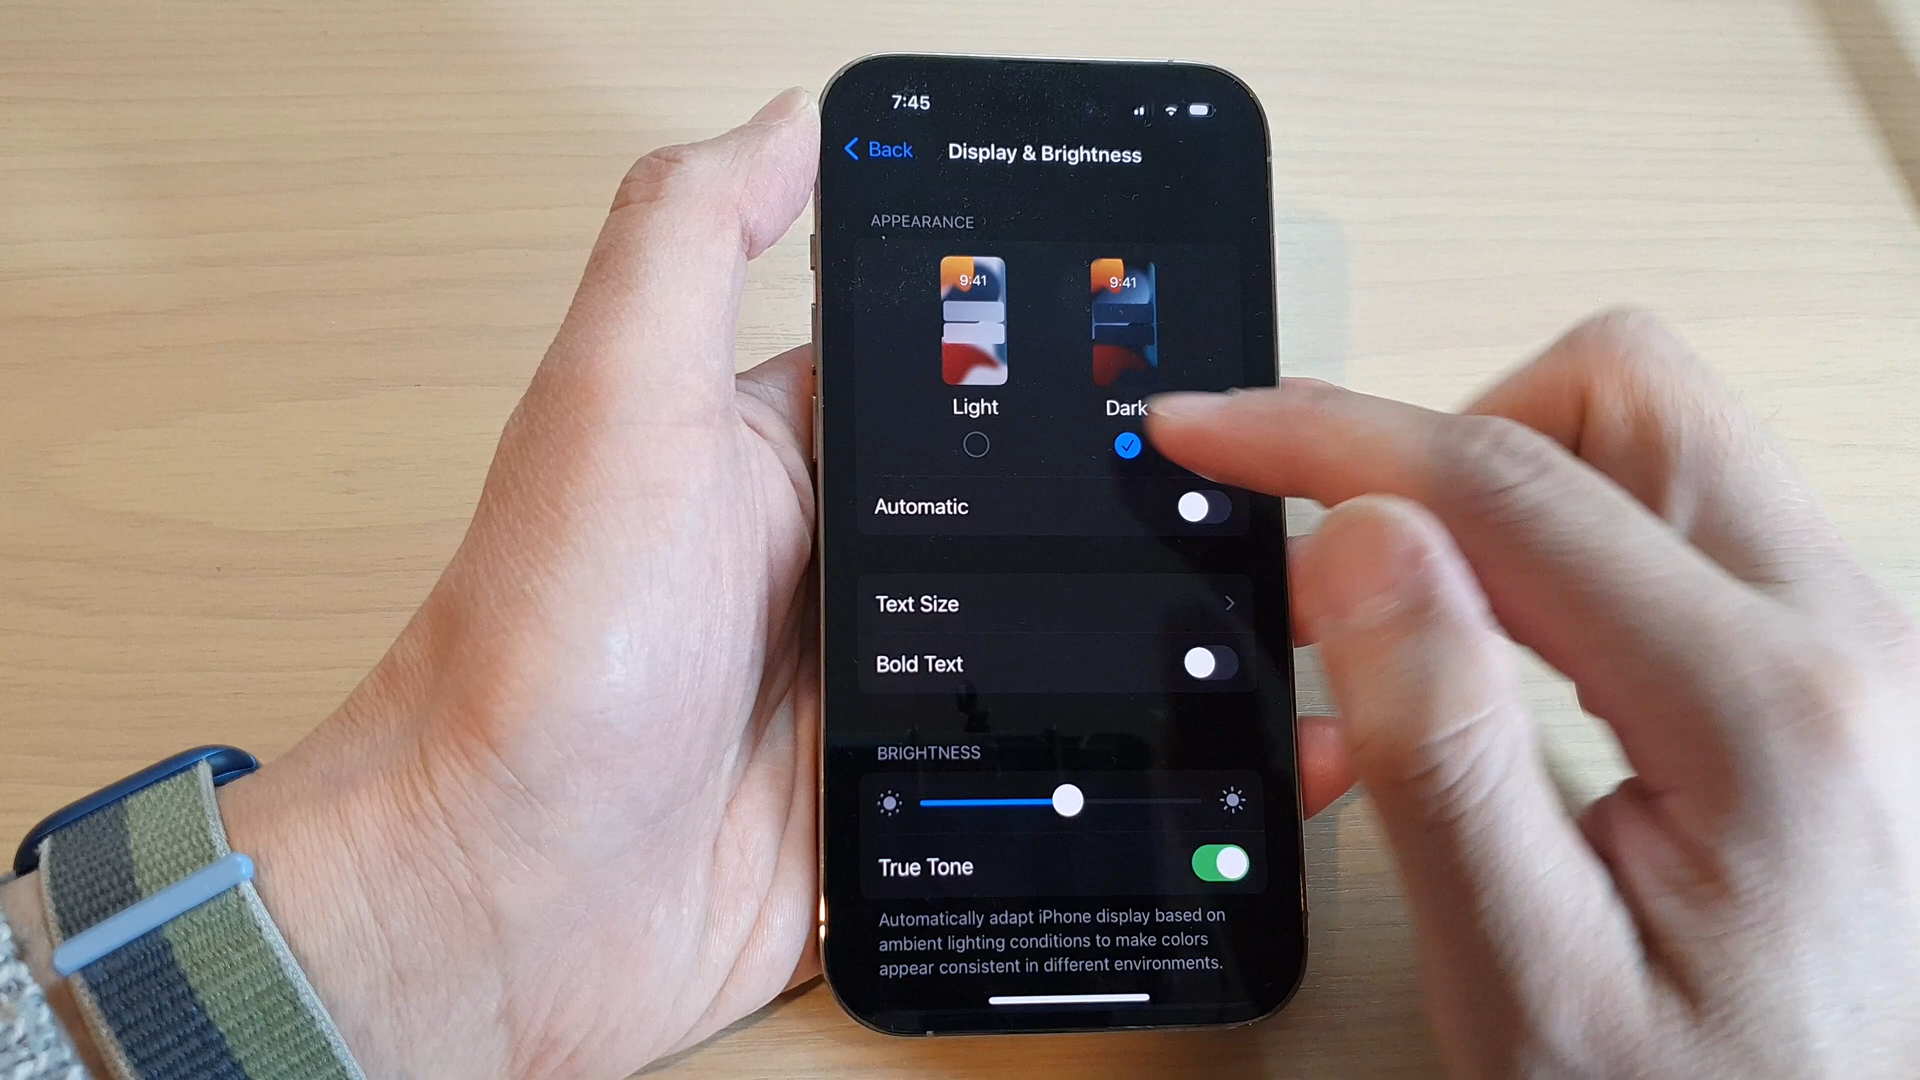 7:45
Back
Display & Brightness
APPEARANCE
9:41
9:41
Light
Dark
Automatic
Text Size
Bold Text
BRIGHTNESS
True Tone
Automatically adapt iPhone display based on
ambient lighting conditions to make colors
appear consistent in different environments.